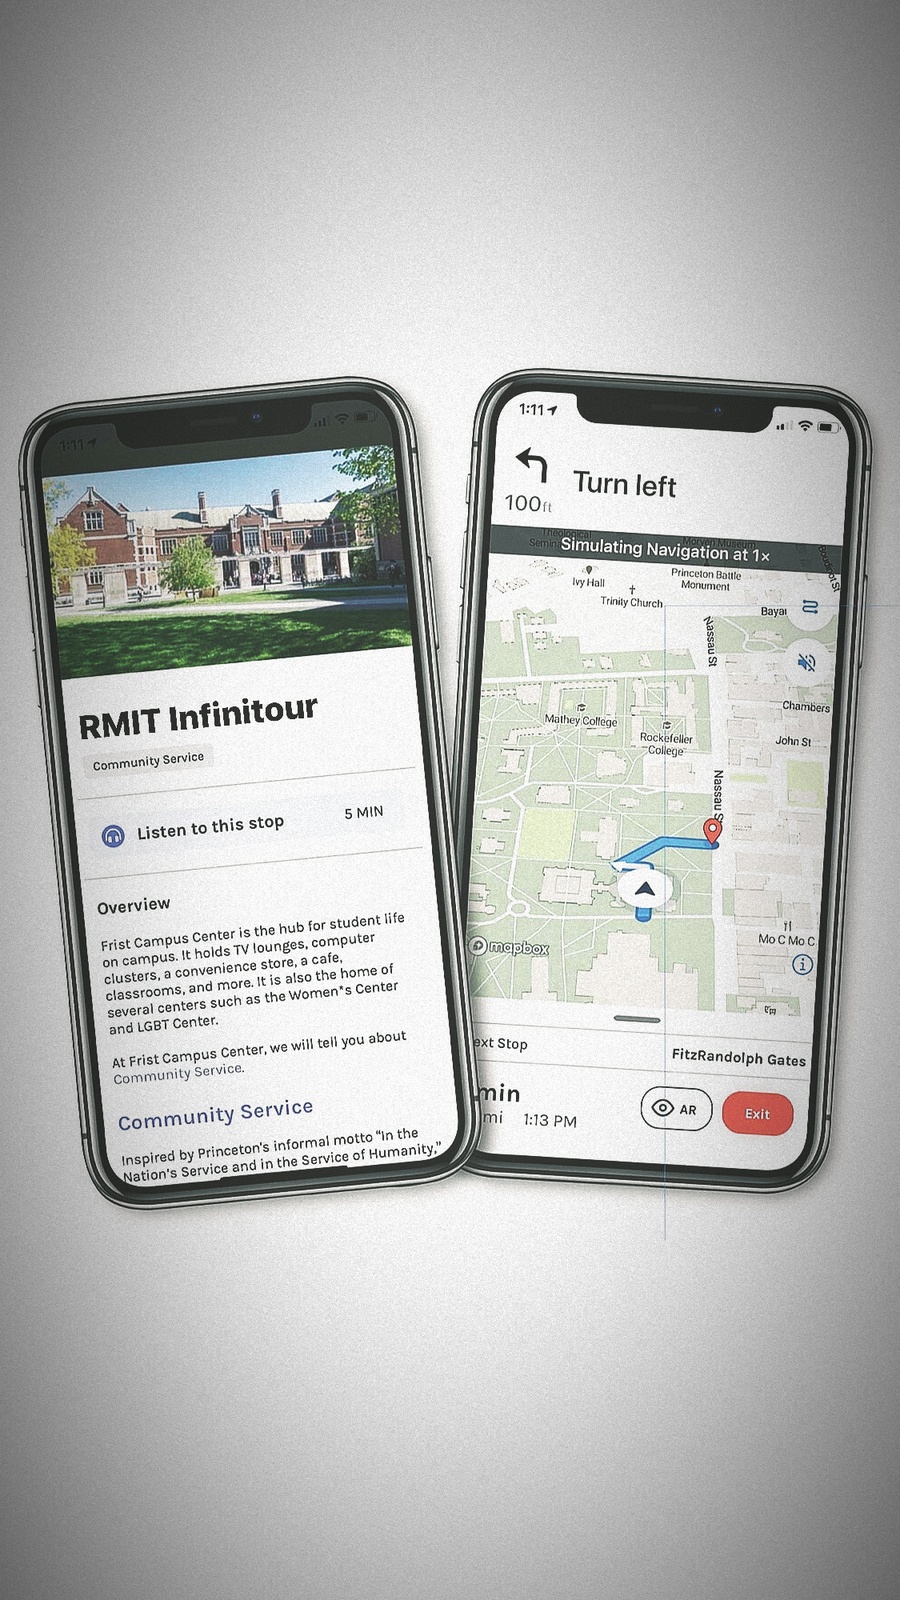 1:11
RMIT Infinitour
Community Service
Listen to this stop
5 MIN
Overview
Frist Campus Center is the hub for student life
on campus. It holds TV lounges, computer
clusters, a convenience store, a cafe,
classrooms, and more. It is also the home of
several centers such as the Women*s Center
and LGBT Center.
At Frist Campus Center, we will tell you about
Community Service.
Community Service
Inspired by Princeton's informal motto "In the
Nation's Service and in the Service of Humanity,"
1:11
100ft
Turn left
Theological
Morven Museum
Simulating Navigation at 1×
Ivy Hall
Princeton Battle
Monument
Trinity Church
Nassau St
Chambers
Mathey College
Rockefeller
College
John St
Nassau S
mapbox
Mo C Mo C
ext Stop
FitzRandolph Gates
min
mi
1:13 PM
AR
Exit